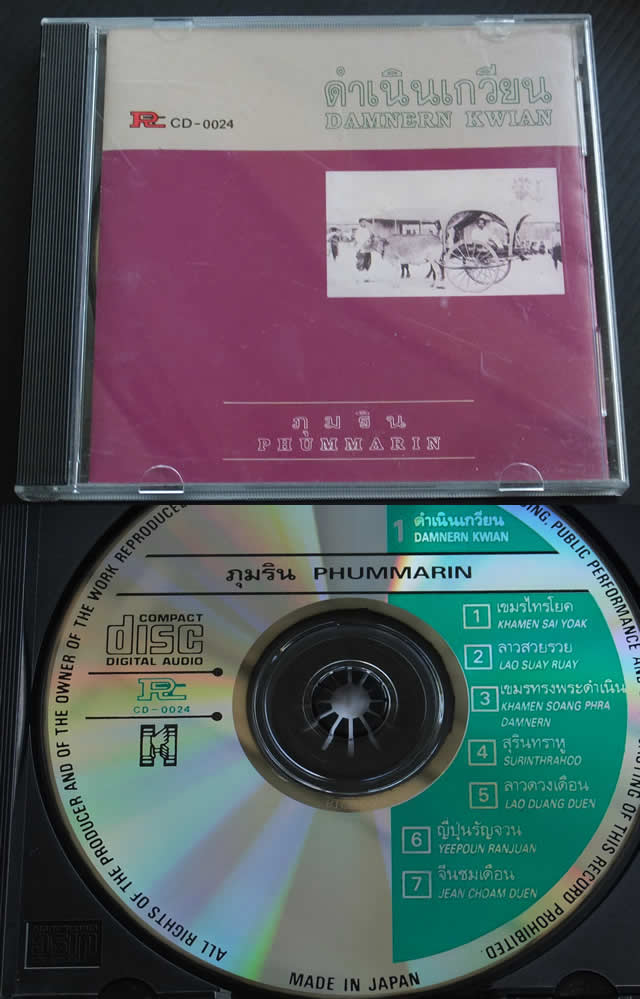 ดำเนินเกวียน
DAMNERN KWIAN
CD-0024
ภุมริน
PHUMMARIN
1 ดำเนินเกวียน
DAMNERN KWIAN
ภุมริน PHUMMARIN
COMPACT
disc
DIGITAL AUDIO
CD-0024
1 เขมรไทรโยค
KHAMEN SAI YOAK
2 ลาวสวยรวย
LAO SUAY RUAY
3 เขมรทรงพระดำเนิน
KHAMEN SOANG PHRA
DAMNERN
4 สุรินทราหู
SURINTHRAHOO
5 ลาวดวงเดือน
LAO DUANG DUEN
6 ญี่ปุ่นรัญจวน
YEEPOUN RANJUAN
7 จีนชมเดือน
JEAN CHOAM DUEN
ALL RIGHTS OF THE PRODUCER AND OF THE OWNER OF THE WORK REPRODUCED
PUBLIC PERFORMANCE AND
OF THIS RECORD PROHIBITED.
MADE IN JAPAN